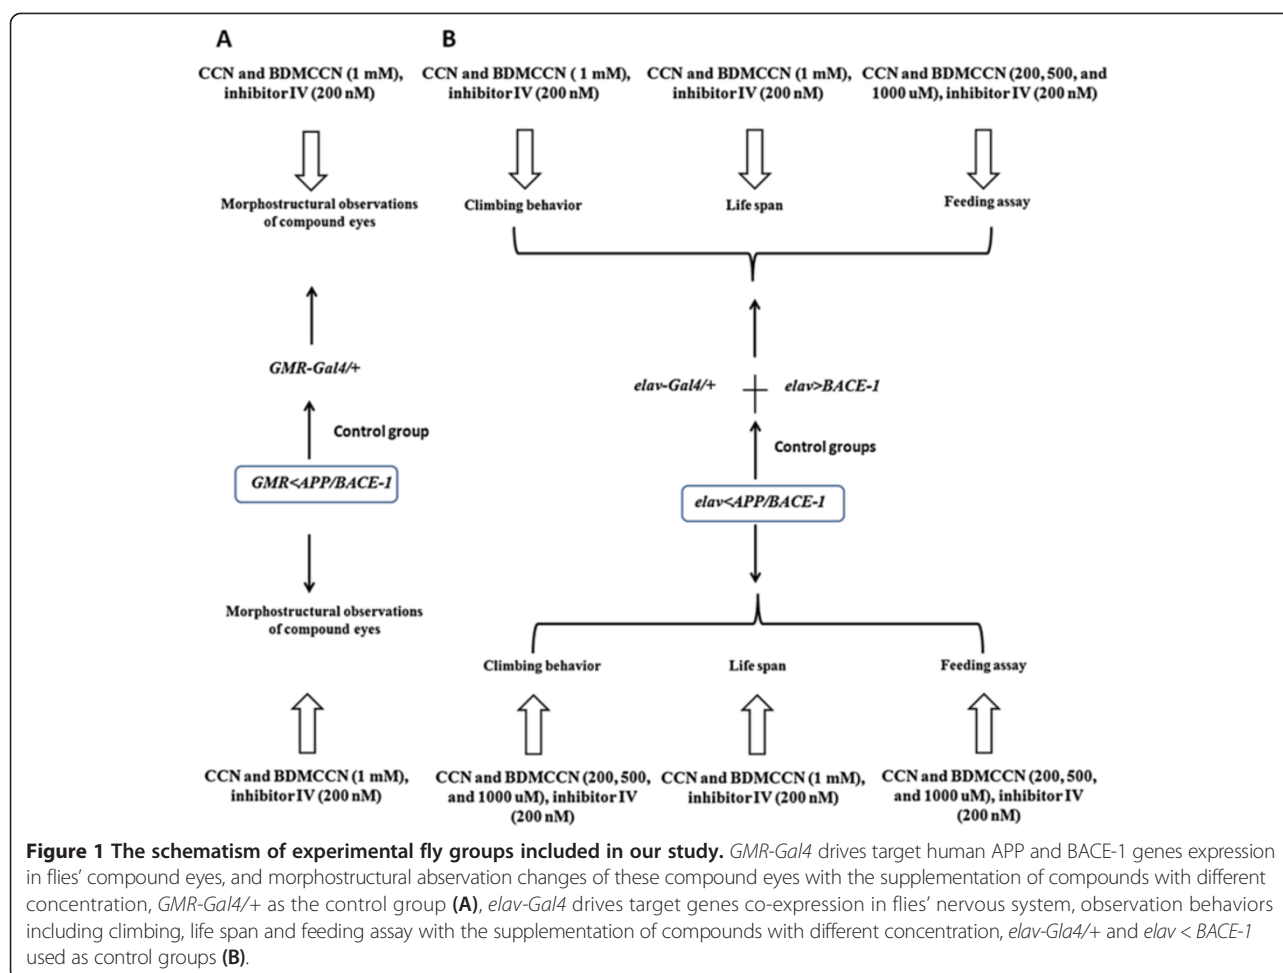 A
B
CCN and BDMCCN (1 mM),
inhibitor IV (200 nM)
CCN and BDMCCN ( 1 mM),
inhibitor IV (200 nM)
CCN and BDMCCN (1 mM),
inhibitor IV (200 nM)
CCN and BDMCCN (200, 500, and
1000 uM), inhibitor IV (200 nM)
Morphostructural observations
of compound eyes
Climbing behavior
Life span
Feeding assay
GMR-Gal4/+
elav-Gal4/+
elav>BACE-1
Control group
Control groups
GMR<APP/BACE-1
elav<APP/BACE-1
Morphostructural observations
of compound eyes
Climbing behavior
Life span
Feeding assay
CCN and BDMCCN (1 mM),
inhibitor IV (200 nM)
CCN and BDMCCN (200, 500,
and 1000 uM), inhibitor IV
(200 nM)
CCN and BDMCCN (1 mM),
inhibitor IV (200 nM)
CCN and BDMCCN (200, 500,
and 1000 uM), inhibitor IV
(200 nM)
Figure 1 The schematism of experimental fly groups included in our study. GMR-Gal4 drives target human APP and BACE-1 genes expression
in flies' compound eyes, and morphostructural abservation changes of these compound eyes with the supplementation of compounds with different
concentration, GMR-Gal4/+ as the control group (A), elav-Gal4 drives target genes co-expression in flies' nervous system, observation behaviors
including climbing, life span and feeding assay with the supplementation of compounds with different concentration, elav-Gla4/+ and elav < BACE-1
used as control groups (B).